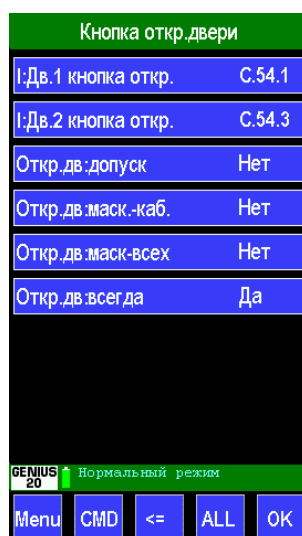 Кнопка откр.двери
I:Дв.1 кнопка откр. C.54.1
I:Дв.2 кнопка откр. C.54.3
Откр.дв:допуск Нет
Откр.дв:маск.-каб. Нет
Откр.дв:маск-всех Нет
Откр.дв:всегда Да
GENIUS 20 Нормальный режим
Menu CMD <= ALL OK